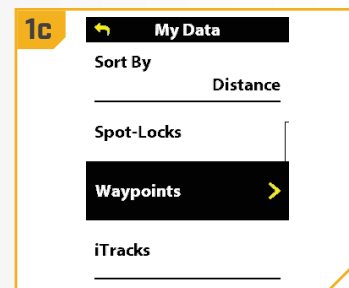 1c
My Data
Sort By
Distance
Spot-Locks
Waypoints
iTracks